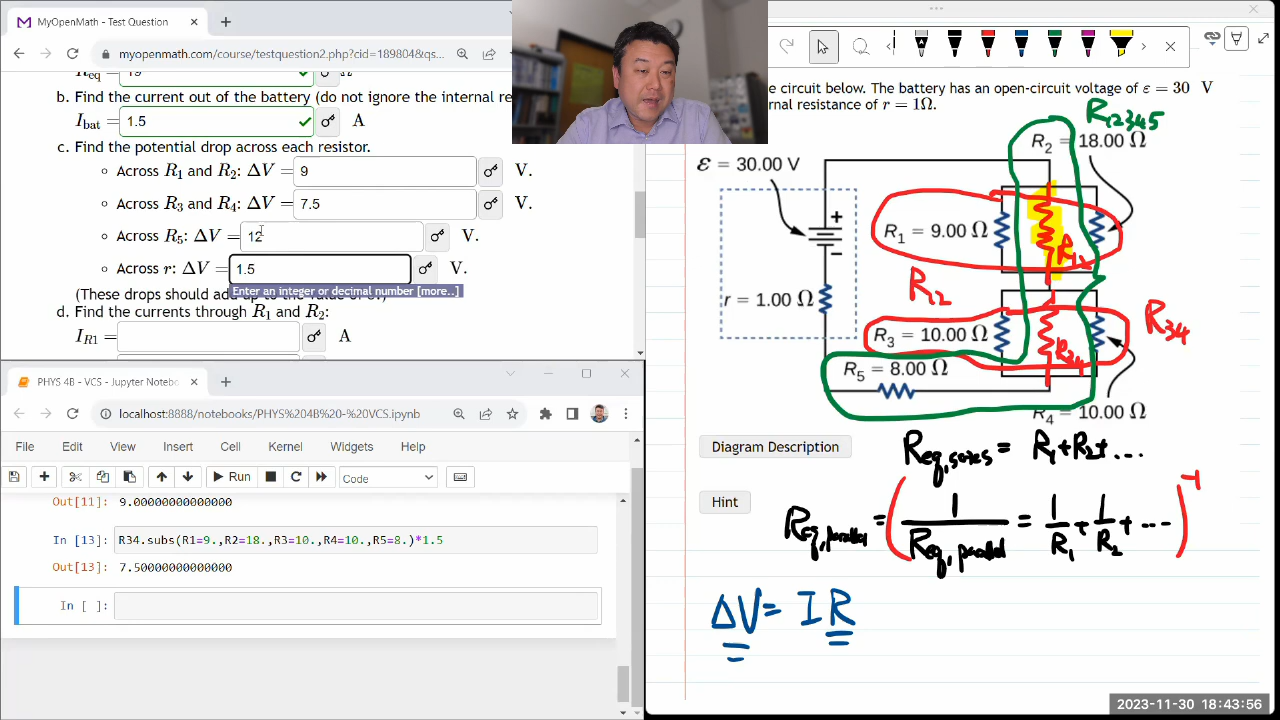 MyOpenMath - Test Question
myopenmath.com/course/testquestion.php?cid=189800
b. Find the current out of the battery (do not ignore the internal re
I_bat = 1.5 A
c. Find the potential drop across each resistor
Across R1 and R2: ΔV = 9 V.
Across R3 and R4: ΔV = 7.5 V.
Across R5: ΔV = 12 V.
Across r: ΔV = 1.5 V.
Enter an integer or decimal number [more..]
(These drops should add
d. Find the currents through R1 and R2:
I_R1 = A
PHYS 4B - VCS - Jupyter Notebo
localhost:8888/notebooks/PHYS%204B%20-%20VCS.ipynb
File Edit View Insert Cell Kernel Widgets Help
Run Code
Out[11]: 9.00000000000000
In [13]: R34.subs(R1=9.,R2=18.,R3=10.,R4=10.,R5=8.)*1.5
Out[13]: 7.50000000000000
In [ ]:
e circuit below. The battery has an open-circuit voltage of ε = 30 V
rnal resistance of r = 1Ω.
R12345
R2 = 18.00 Ω
ε = 30.00 V
+
R1 = 9.00 Ω
−
R12
R12
r = 1.00 Ω
R3 = 10.00 Ω
R34
R34
R5 = 8.00 Ω
R4 = 10.00 Ω
Diagram Description
Req,series = R1+R2+...
Hint
Req,parallel = (1/Req,parallel = 1/R1 + 1/R2 + ...)^-1
ΔV = IR
2023-11-30 18:43:56